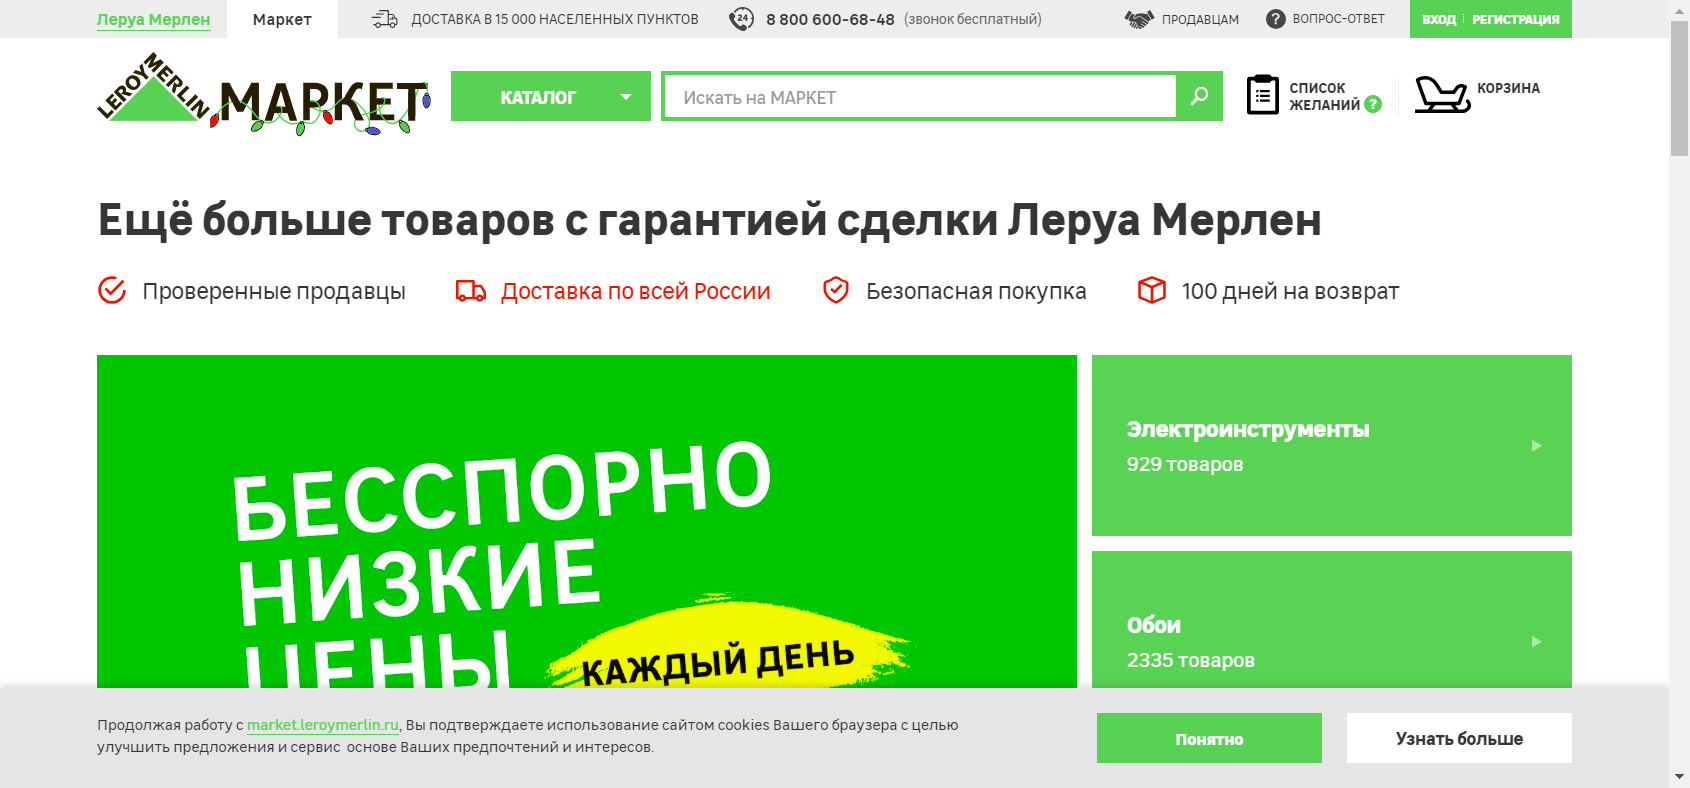 Леруа Мерлен
Маркет
ДОСТАВКА В 15 000 НАСЕЛЕННЫХ ПУНКТОВ
24
8 800 600-68-48 (звонок бесплатный)
ПРОДАВЦАМ
? ВОПРОС-ОТВЕТ
ВХОД
РЕГИСТРАЦИЯ
LEROY MERLIN
МАРКЕТ
КАТАЛОГ
Искать на МАРКЕТ
СПИСОК
ЖЕЛАНИЙ ?
КОРЗИНА
Ещё больше товаров с гарантией сделки Леруа Мерлен
Проверенные продавцы
Доставка по всей России
Безопасная покупка
100 дней на возврат
БЕССПОРНО
НИЗКИЕ
ЦЕНЫ
КАЖДЫЙ ДЕНЬ
Электроинструменты
929 товаров
Обои
2335 товаров
Продолжая работу с market.leroymerlin.ru, Вы подтверждаете использование сайтом cookies Вашего браузера с целью
улучшить предложения и сервис основе Ваших предпочтений и интересов.
Понятно
Узнать больше